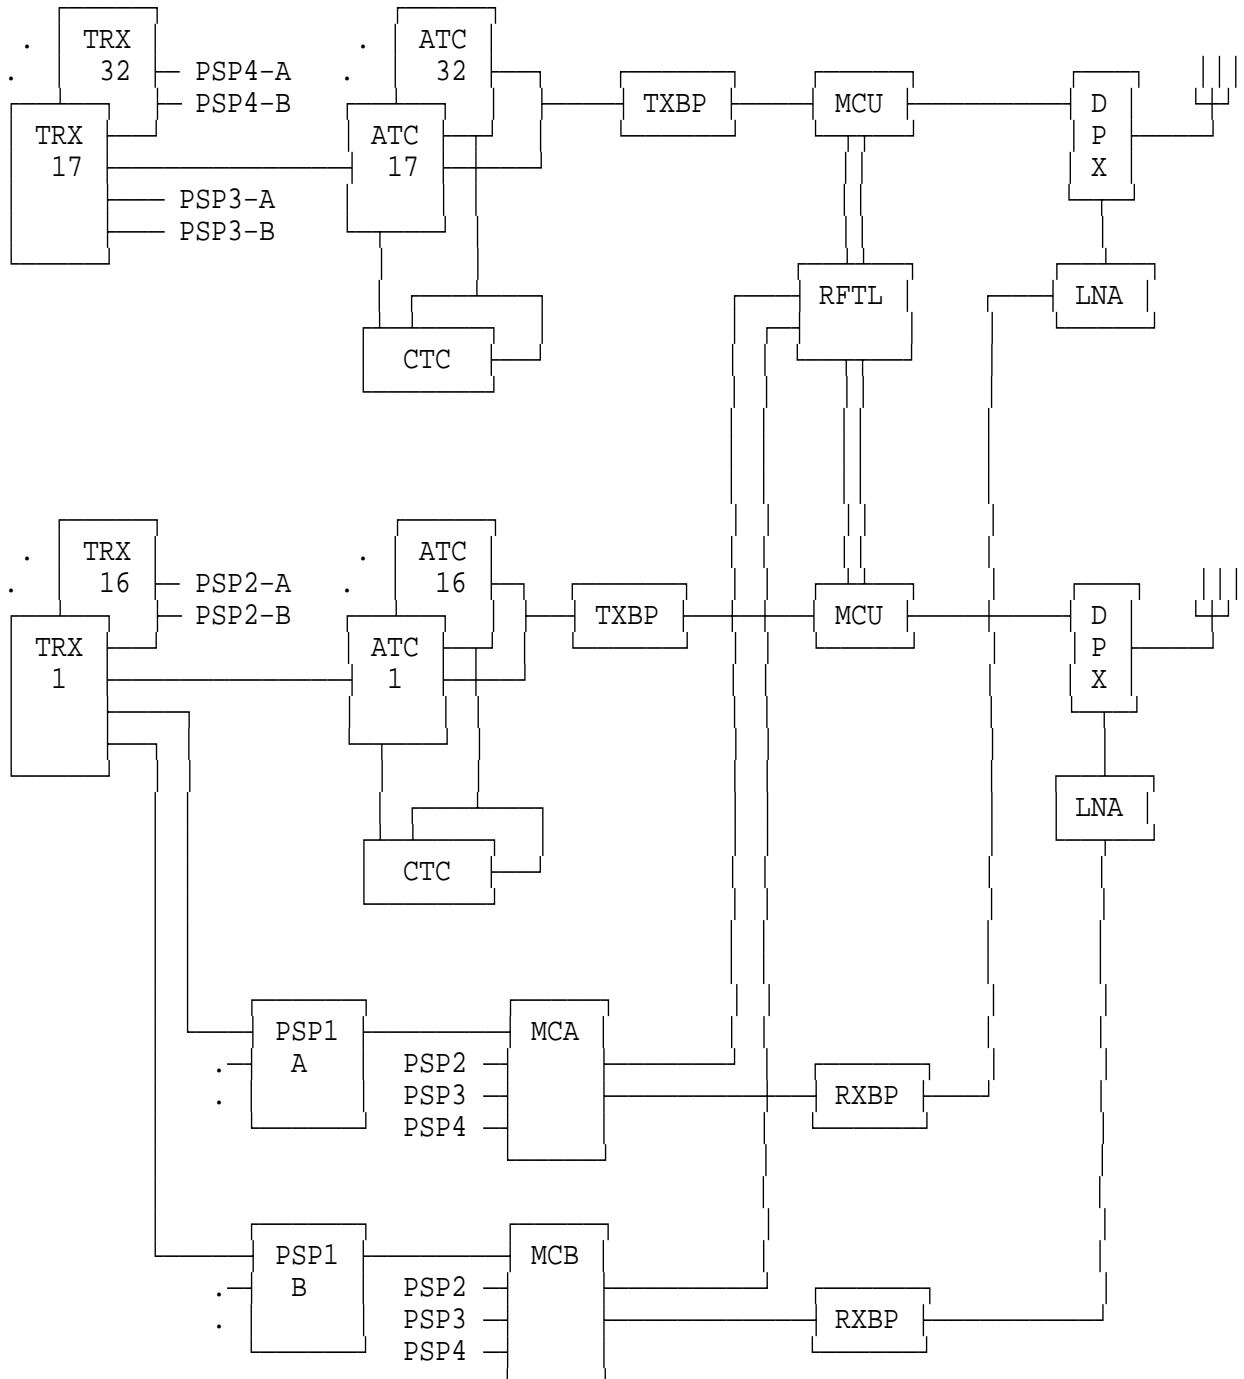 TRX
32
PSP4-A
PSP4-B
TRX
17
PSP3-A
PSP3-B
ATC
32
ATC
17
CTC
TXBP
MCU
D
P
X
RFTL
LNA
TRX
16
PSP2-A
PSP2-B
TRX
1
ATC
16
ATC
1
CTC
TXBP
MCU
D
P
X
LNA
PSP1
A
MCA
PSP2
PSP3
PSP4
RXBP
PSP1
B
MCB
PSP2
PSP3
PSP4
RXBP